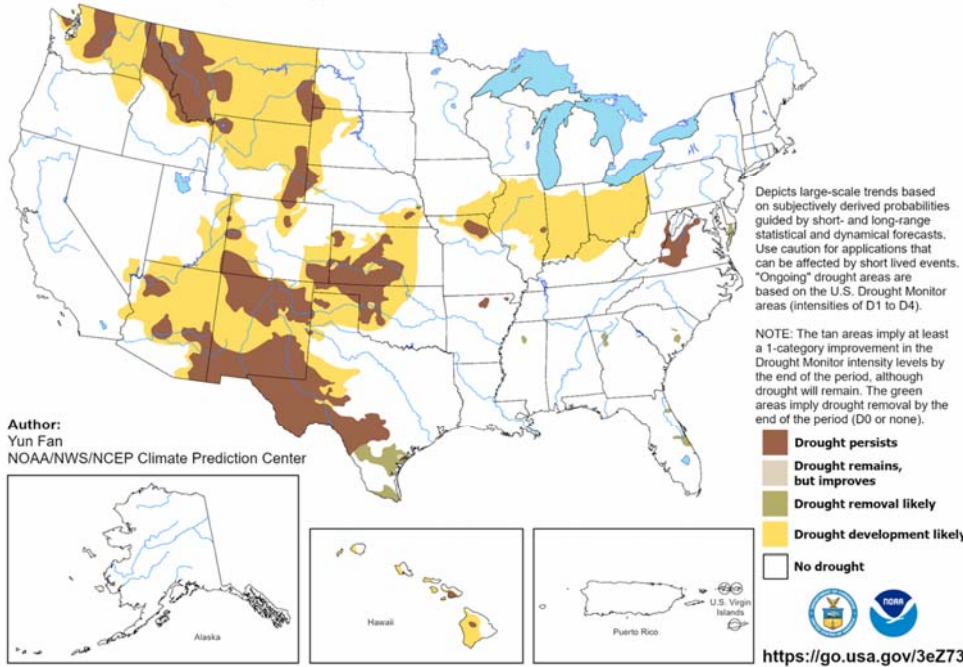 Depicts large-scale trends based
on subjectively derived probabilities
guided by short- and long-range
statistical and dynamical forecasts.
Use caution for applications that
can be affected by short lived events.
"Ongoing" drought areas are
based on the U.S. Drought Monitor
areas (intensities of D1 to D4).
NOTE: The tan areas imply at least
a 1-category improvement in the
Drought Monitor intensity levels by
the end of the period, although
drought will remain. The green
areas imply drought removal by the
end of the period (D0 or none).
Author:
Yun Fan
NOAA/NWS/NCEP Climate Prediction Center
Drought persists
Drought remains,
but improves
Drought removal likely
Drought development likely
No drought
Alaska
Hawaii
Puerto Rico
U.S. Virgin
Islands
NOAA
https://go.usa.gov/3eZ73